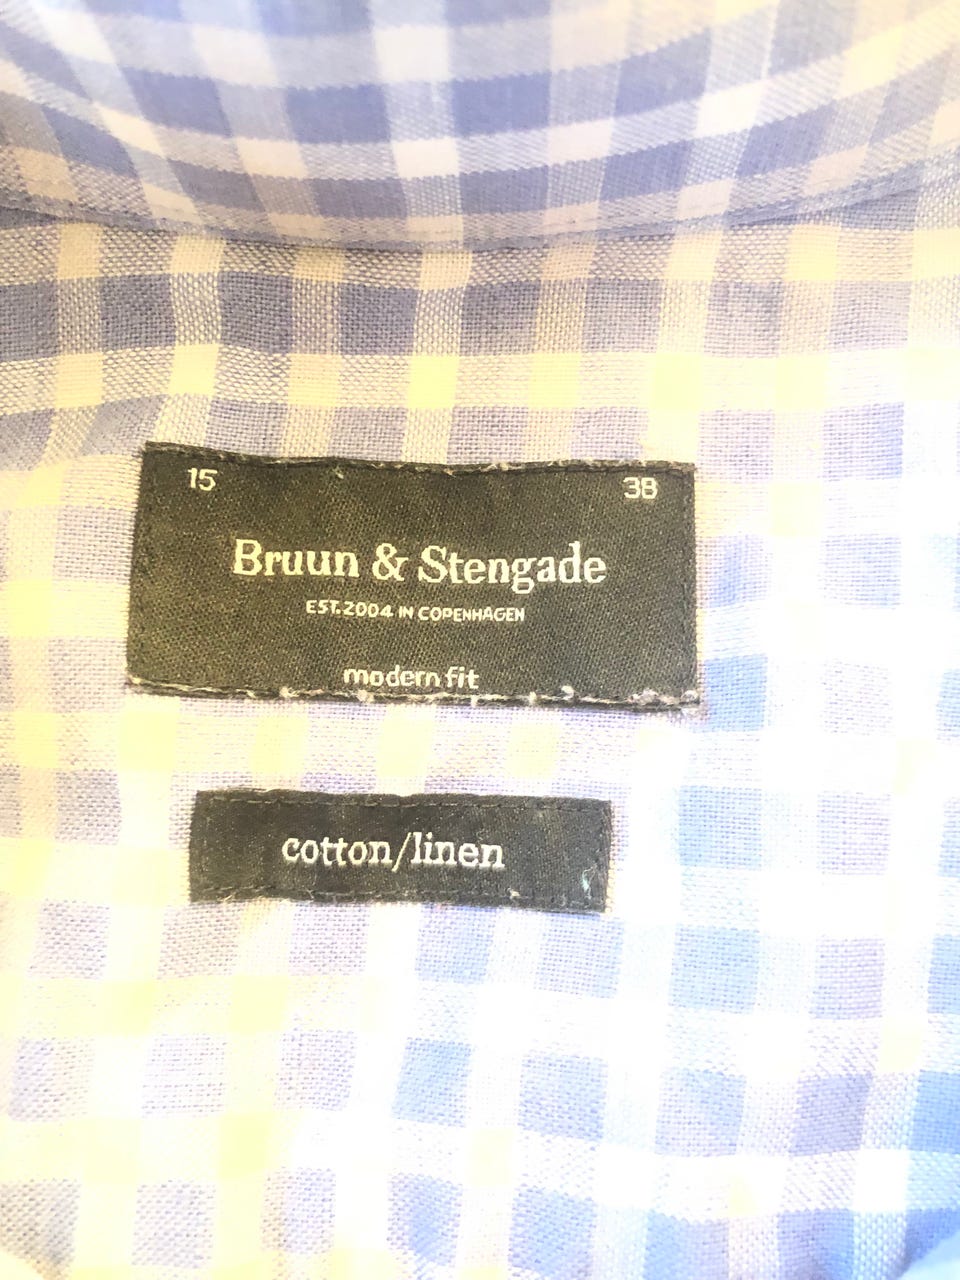 15 38
Bruun & Stengade
EST.2004 IN COPENHAGEN
modern fit
cotton/linen